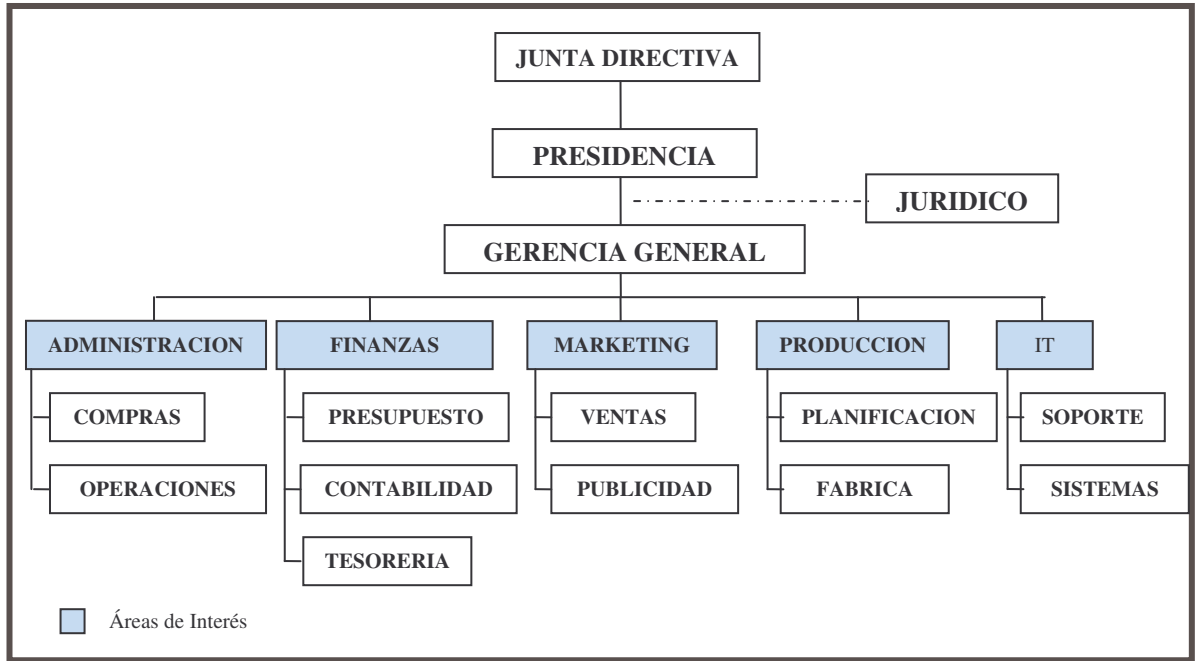 JUNTA DIRECTIVA
PRESIDENCIA
JURIDICO
GERENCIA GENERAL
ADMINISTRACION
FINANZAS
MARKETING
PRODUCCION
IT
COMPRAS
PRESUPUESTO
VENTAS
PLANIFICACION
SOPORTE
OPERACIONES
CONTABILIDAD
PUBLICIDAD
FABRICA
SISTEMAS
TESORERIA
Áreas de Interés